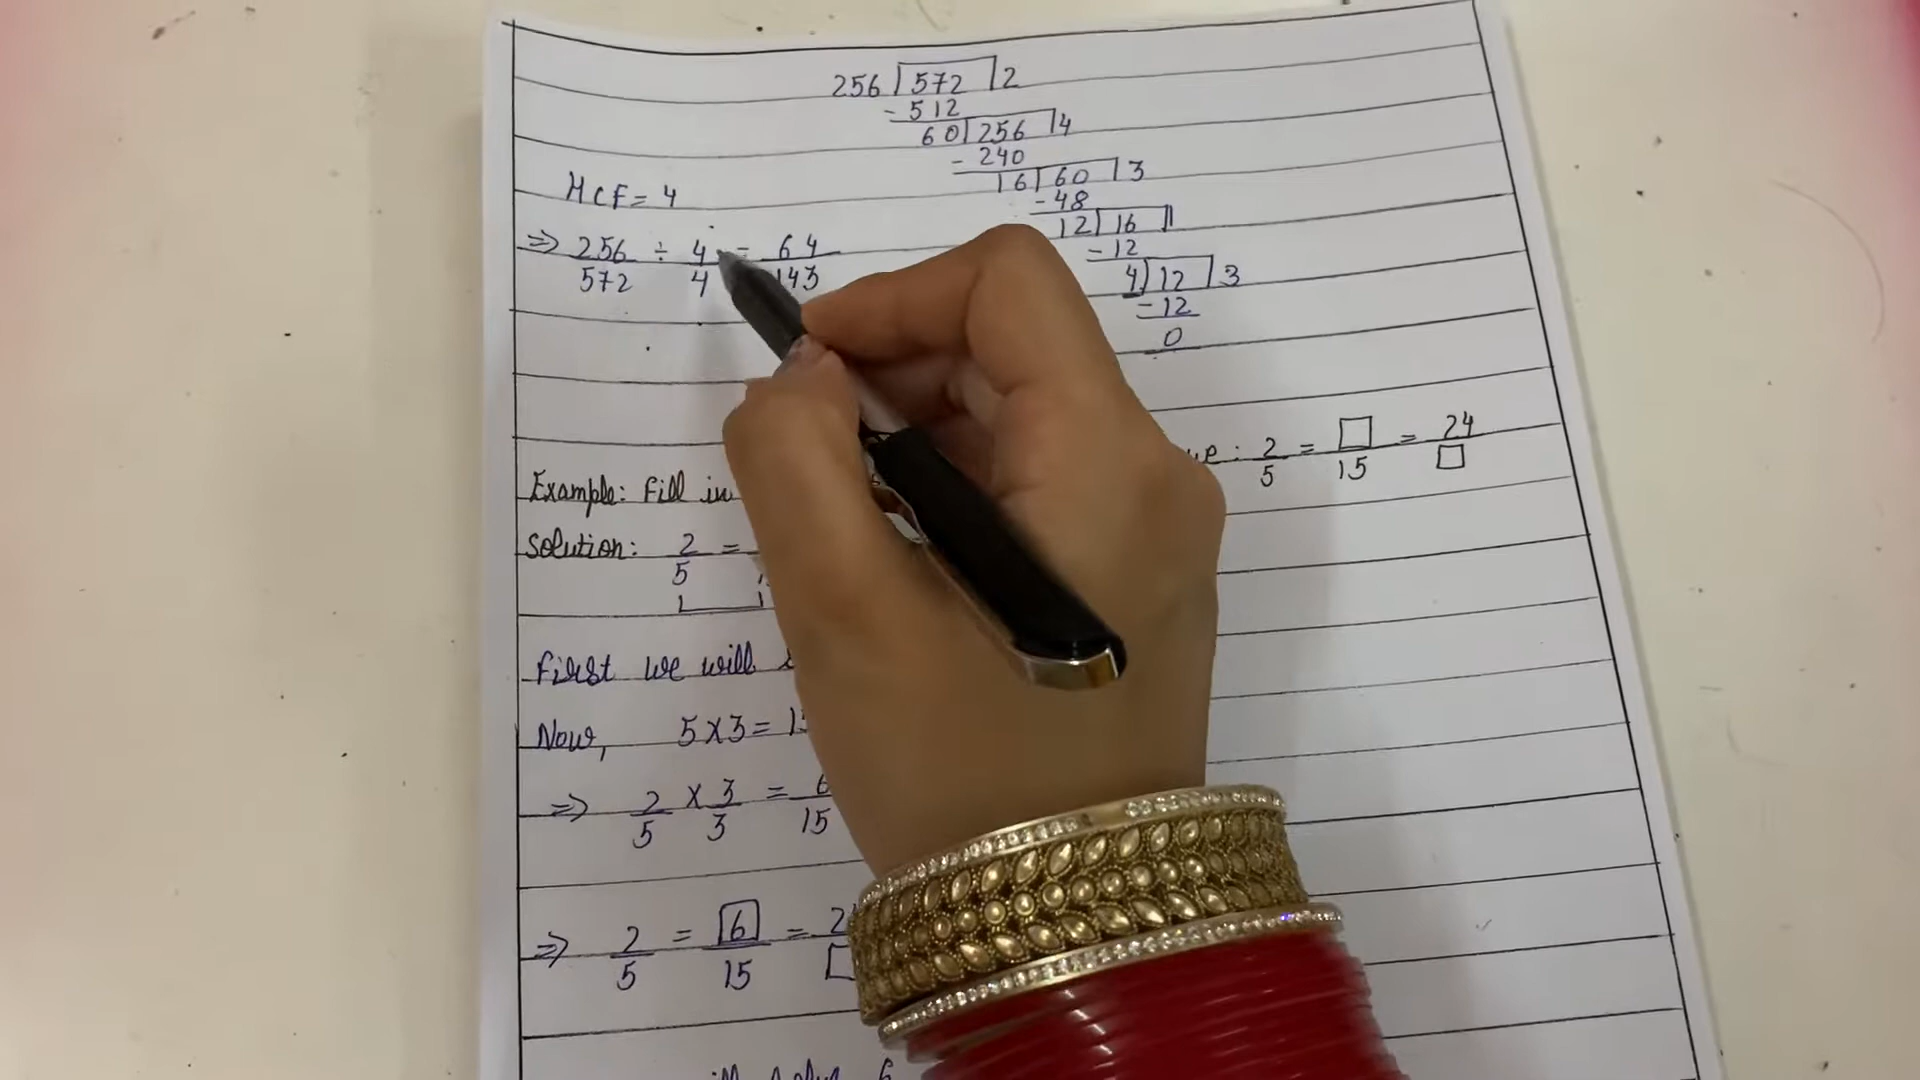 256 ) 572 ( 2
- 512
60 ) 256 ( 4
- 240
16 ) 60 ( 3
- 48
12 ) 16 ( 1
- 12
4 ) 12 ( 3
- 12
0
HCF = 4
⇒ 256/572 ÷ 4/4 = 64/143
Example: Fill in : 2/5 = □/15 = 24/□
Solution: 2/5 =
First we will
Now, 5 × 3 = 15
⇒ 2/5 × 3/3 = 6/15
⇒ 2/5 = 6/15 =